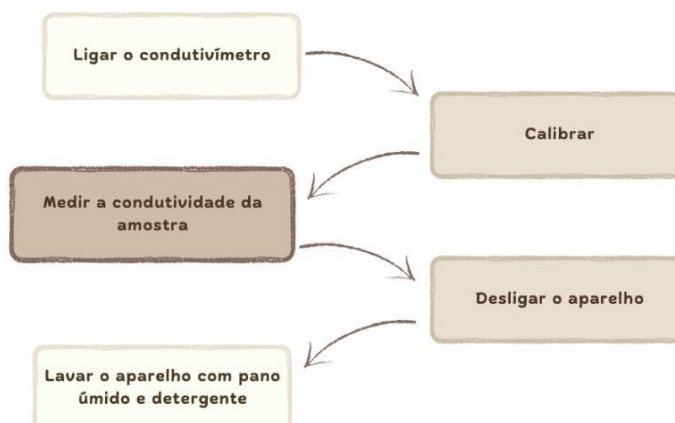 Ligar o condutivímetro
Calibrar
Medir a condutividade da
amostra
Desligar o aparelho
Lavar o aparelho com pano
úmido e detergente